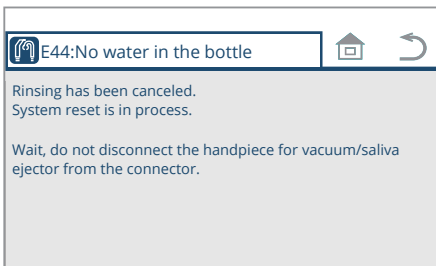 E44:No water in the bottle
Rinsing has been canceled.
System reset is in process.
Wait, do not disconnect the handpiece for vacuum/saliva
ejector from the connector.